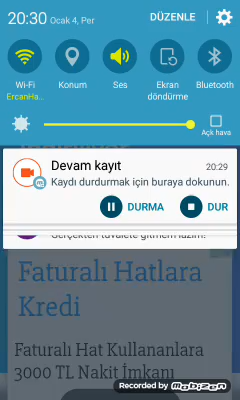 20:30 Ocak 4, Per DÜZENLE
Wi-Fi Konum Ses Ekran döndürme Bluetooth
ErcanHa...
Açık hava
Devam kayıt 20:29
Kaydı durdurmak için buraya dokunun.
DURMA DUR
Gerçekten tuvalete gitmem lazım!
Faturalı Hatlara
Kredi
Faturalı Hat Kullananlara
3000 TL Nakit İmkanı
Recorded by mobizen